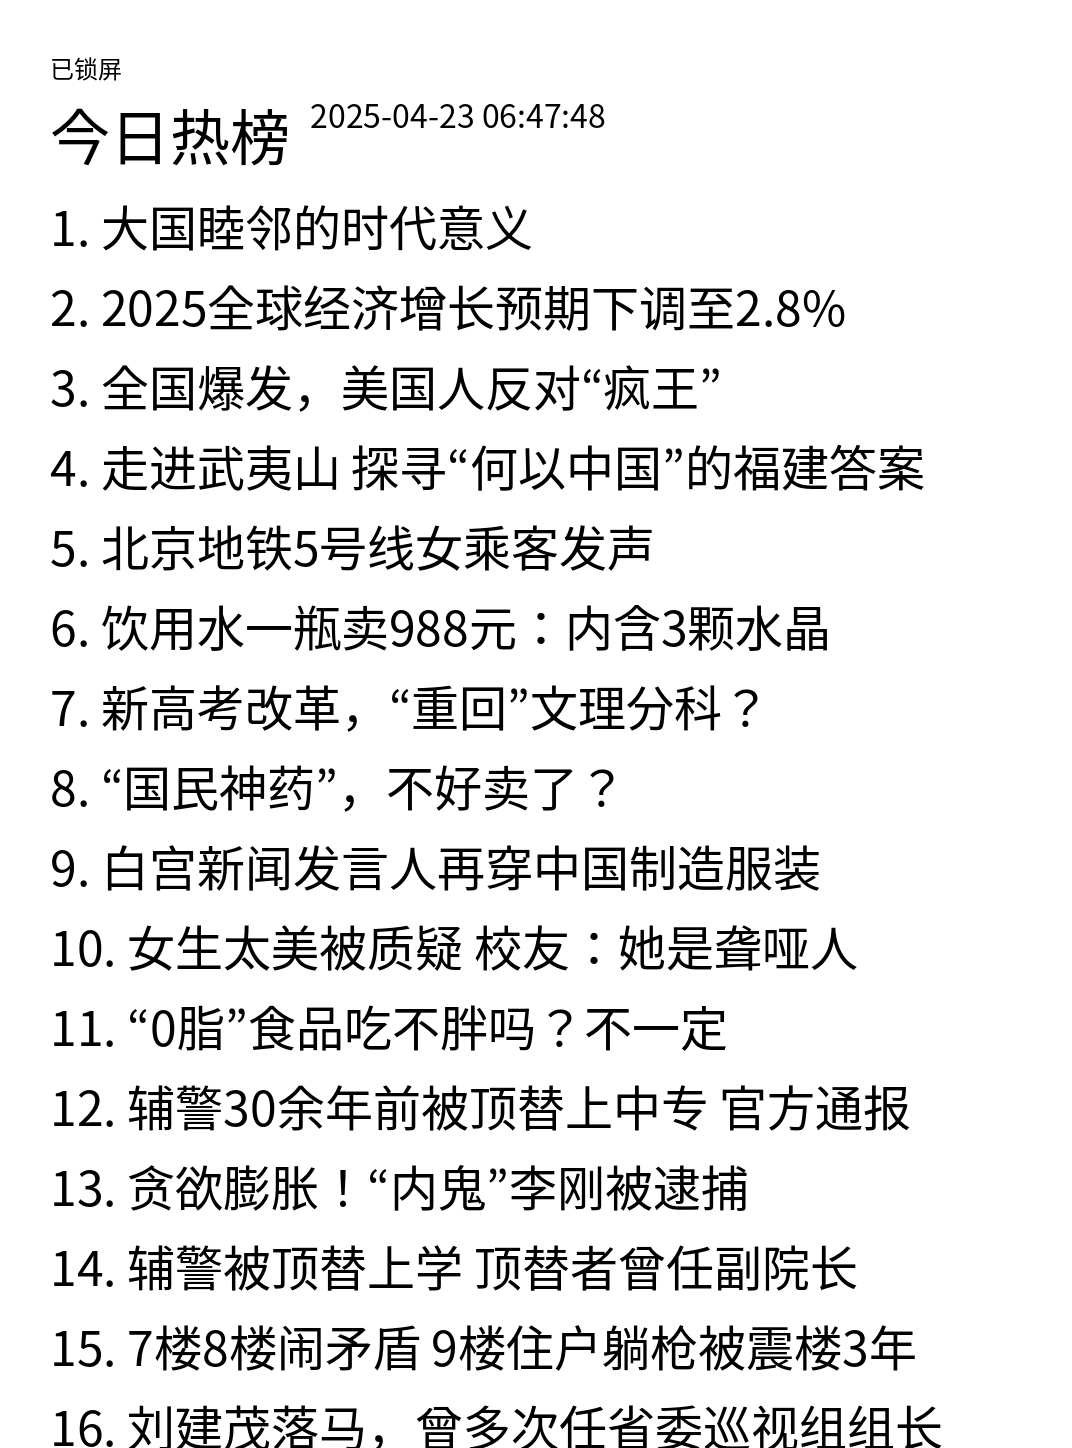 已锁屏
今日热榜 2025-04-23 06:47:48
1. 大国睦邻的时代意义
2. 2025全球经济增长预期下调至2.8%
3. 全国爆发，美国人反对“疯王”
4. 走进武夷山 探寻“何以中国”的福建答案
5. 北京地铁5号线女乘客发声
6. 饮用水一瓶卖988元：内含3颗水晶
7. 新高考改革，“重回”文理分科？
8. “国民神药”，不好卖了？
9. 白宫新闻发言人再穿中国制造服装
10. 女生太美被质疑 校友：她是聋哑人
11. “0脂”食品吃不胖吗？不一定
12. 辅警30余年前被顶替上中专 官方通报
13. 贪欲膨胀！“内鬼”李刚被逮捕
14. 辅警被顶替上学 顶替者曾任副院长
15. 7楼8楼闹矛盾 9楼住户躺枪被震楼3年
16. 刘建茂落马，曾多次任省委巡视组组长